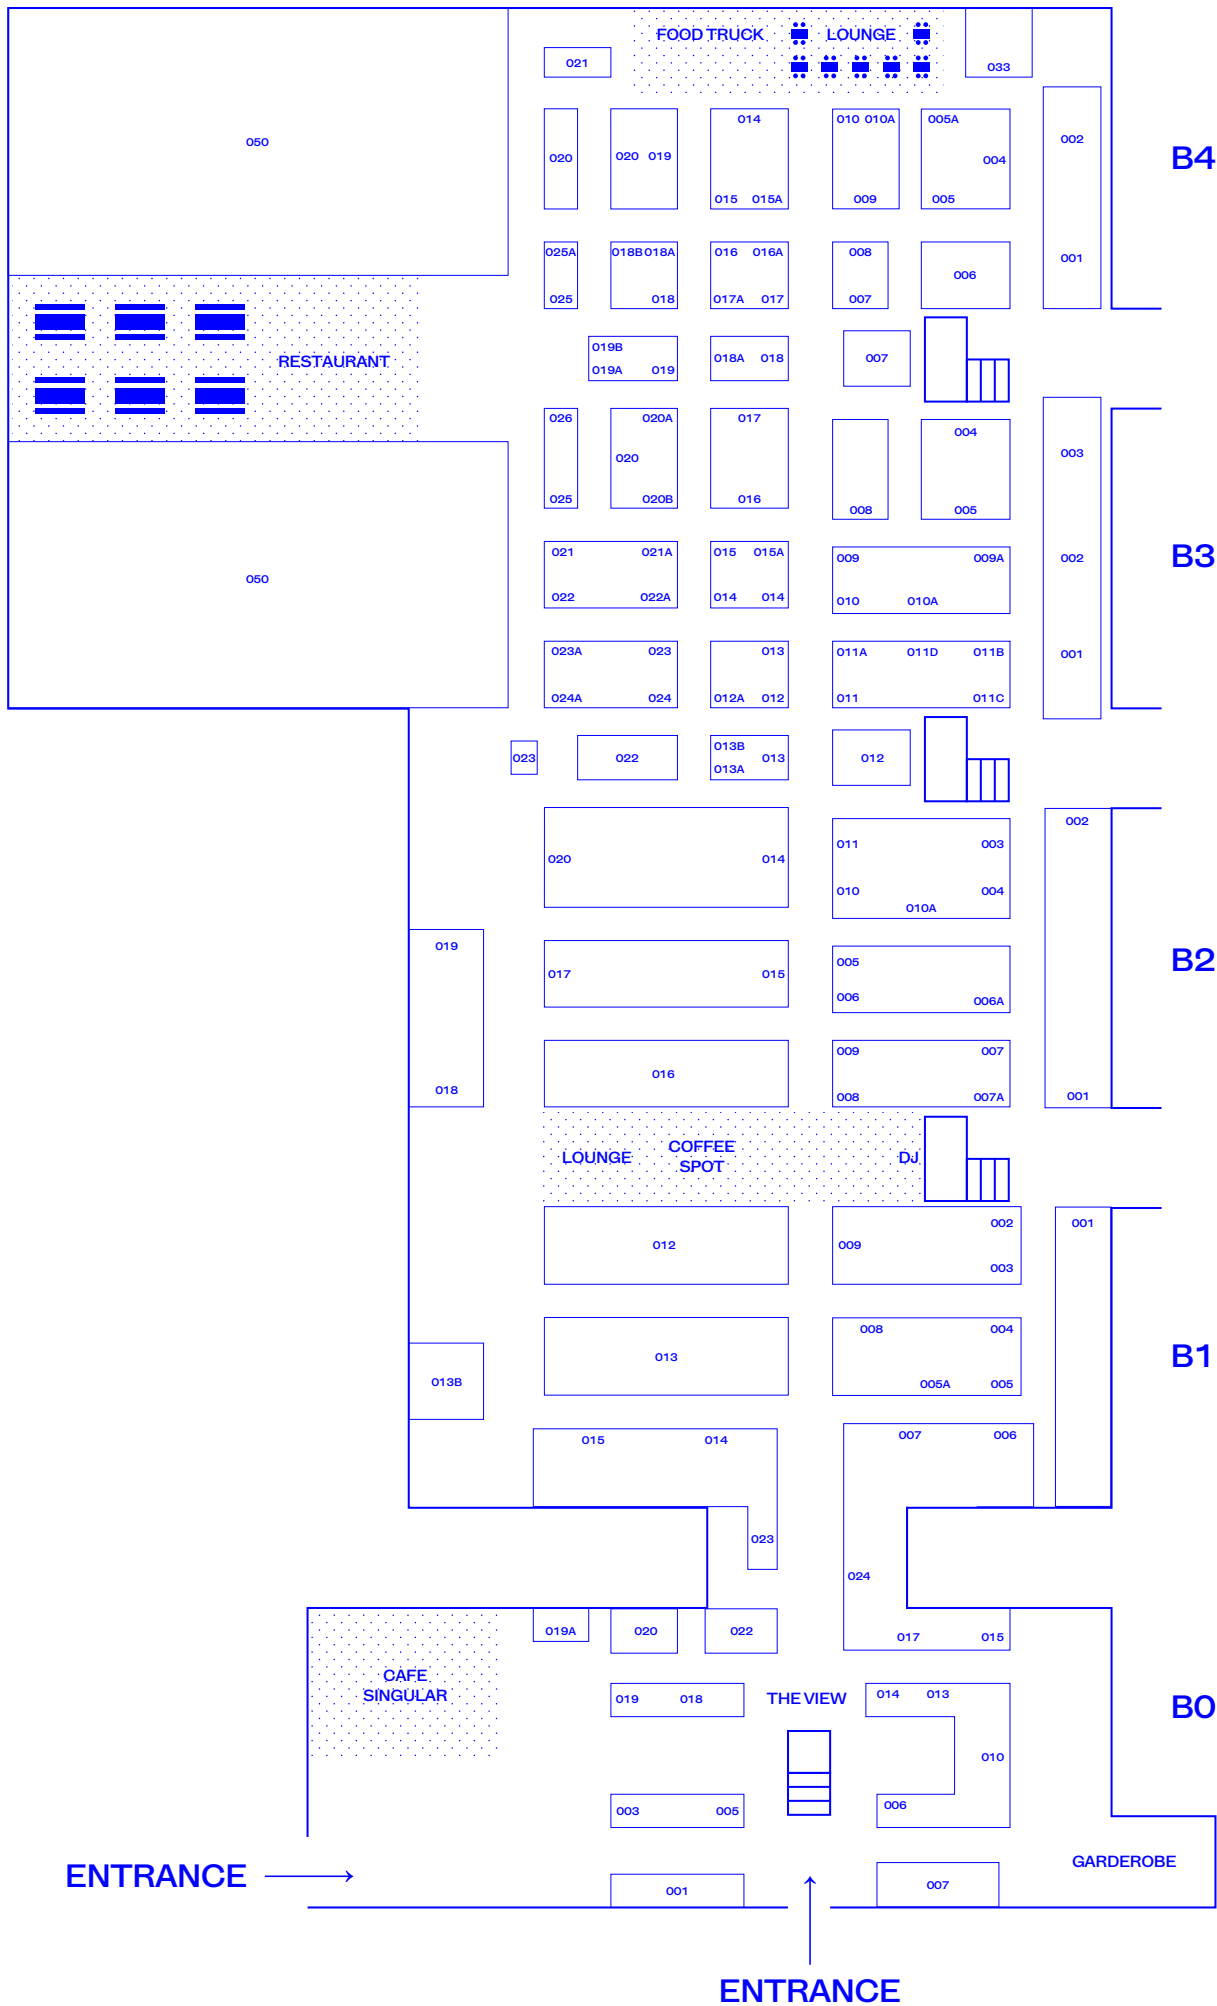 FOOD TRUCK LOUNGE
021
033
050
014
010 010A
005A
002
B4
020
020 019
004
015 015A
009
005
025A
018B 018A
016 016A
008
001
006
025
018
017A 017
007
019B
RESTAURANT
018A 018
007
019A 019
026
020A
017
004
003
020
025
020B
016
008
005
021 021A
015 015A
009 009A
002
B3
050
022 022A
014 014
010 010A
023A 023
013
011A 011D 011B
001
024A 024
012A 012
011 011C
023
022
013B
013
013A
012
002
020 014
011 003
010 004
010A
019
017 015
005
B2
006 006A
016
009 007
018
008 007A
001
LOUNGE
COFFEE
SPOT
DJ
012
009
002
001
003
013
008 004
B1
013B
005A 005
015 014
007 006
023
024
019A
020
022
017 015
CAFE
SINGULAR
019 018
THE VIEW
014 013
B0
010
003 005
006
GARDEROBE
ENTRANCE
001
007
ENTRANCE